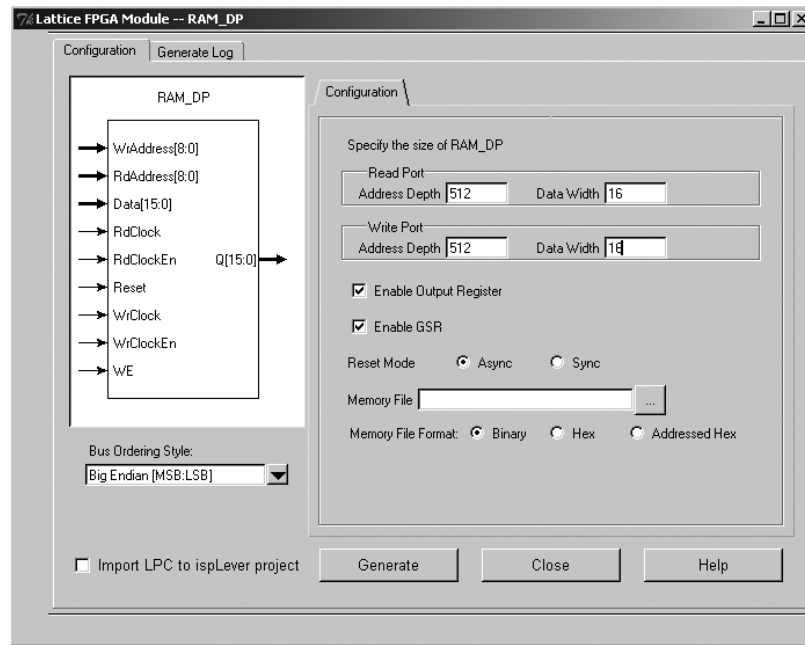 Lattice FPGA Module -- RAM_DP
Configuration Generate Log
RAM_DP
WrAddress[8:0]
RdAddress[8:0]
Data[15:0]
RdClock
RdClockEn Q[15:0]
Reset
WrClock
WrClockEn
WE
Bus Ordering Style:
Big Endian [MSB:LSB]
Configuration
Specify the size of RAM_DP
Read Port
Address Depth 512 Data Width 16
Write Port
Address Depth 512 Data Width 16
Enable Output Register
Enable GSR
Reset Mode Async Sync
Memory File ...
Memory File Format: Binary Hex Addressed Hex
Import LPC to ispLever project Generate Close Help